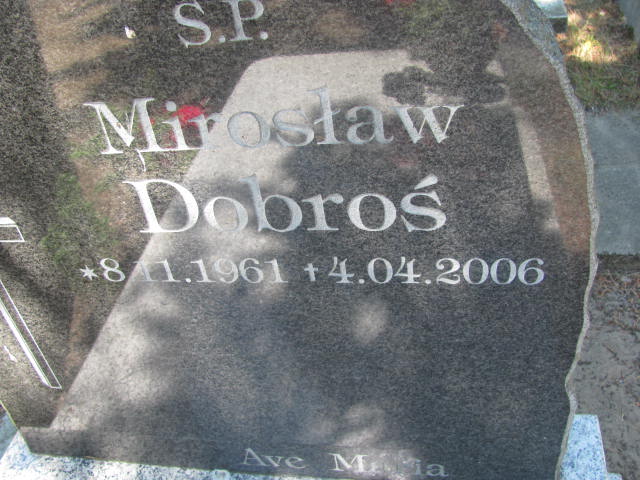 Ś.P.
Mirosław
Dobroś
*8.11.1961 +4.04.2006
Ave Maria